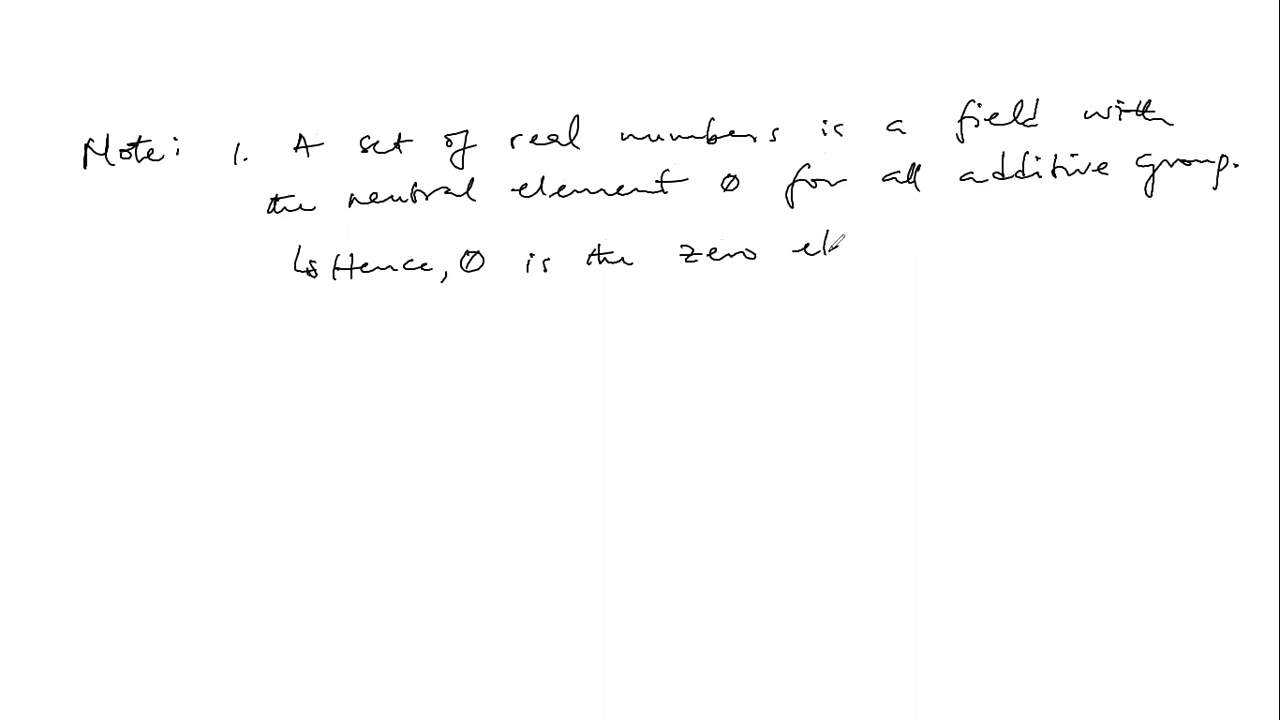 Note: 1. A set of real numbers is a field with
the neutral element 0 for all additive group.
↳ Hence, 0 is the zero el